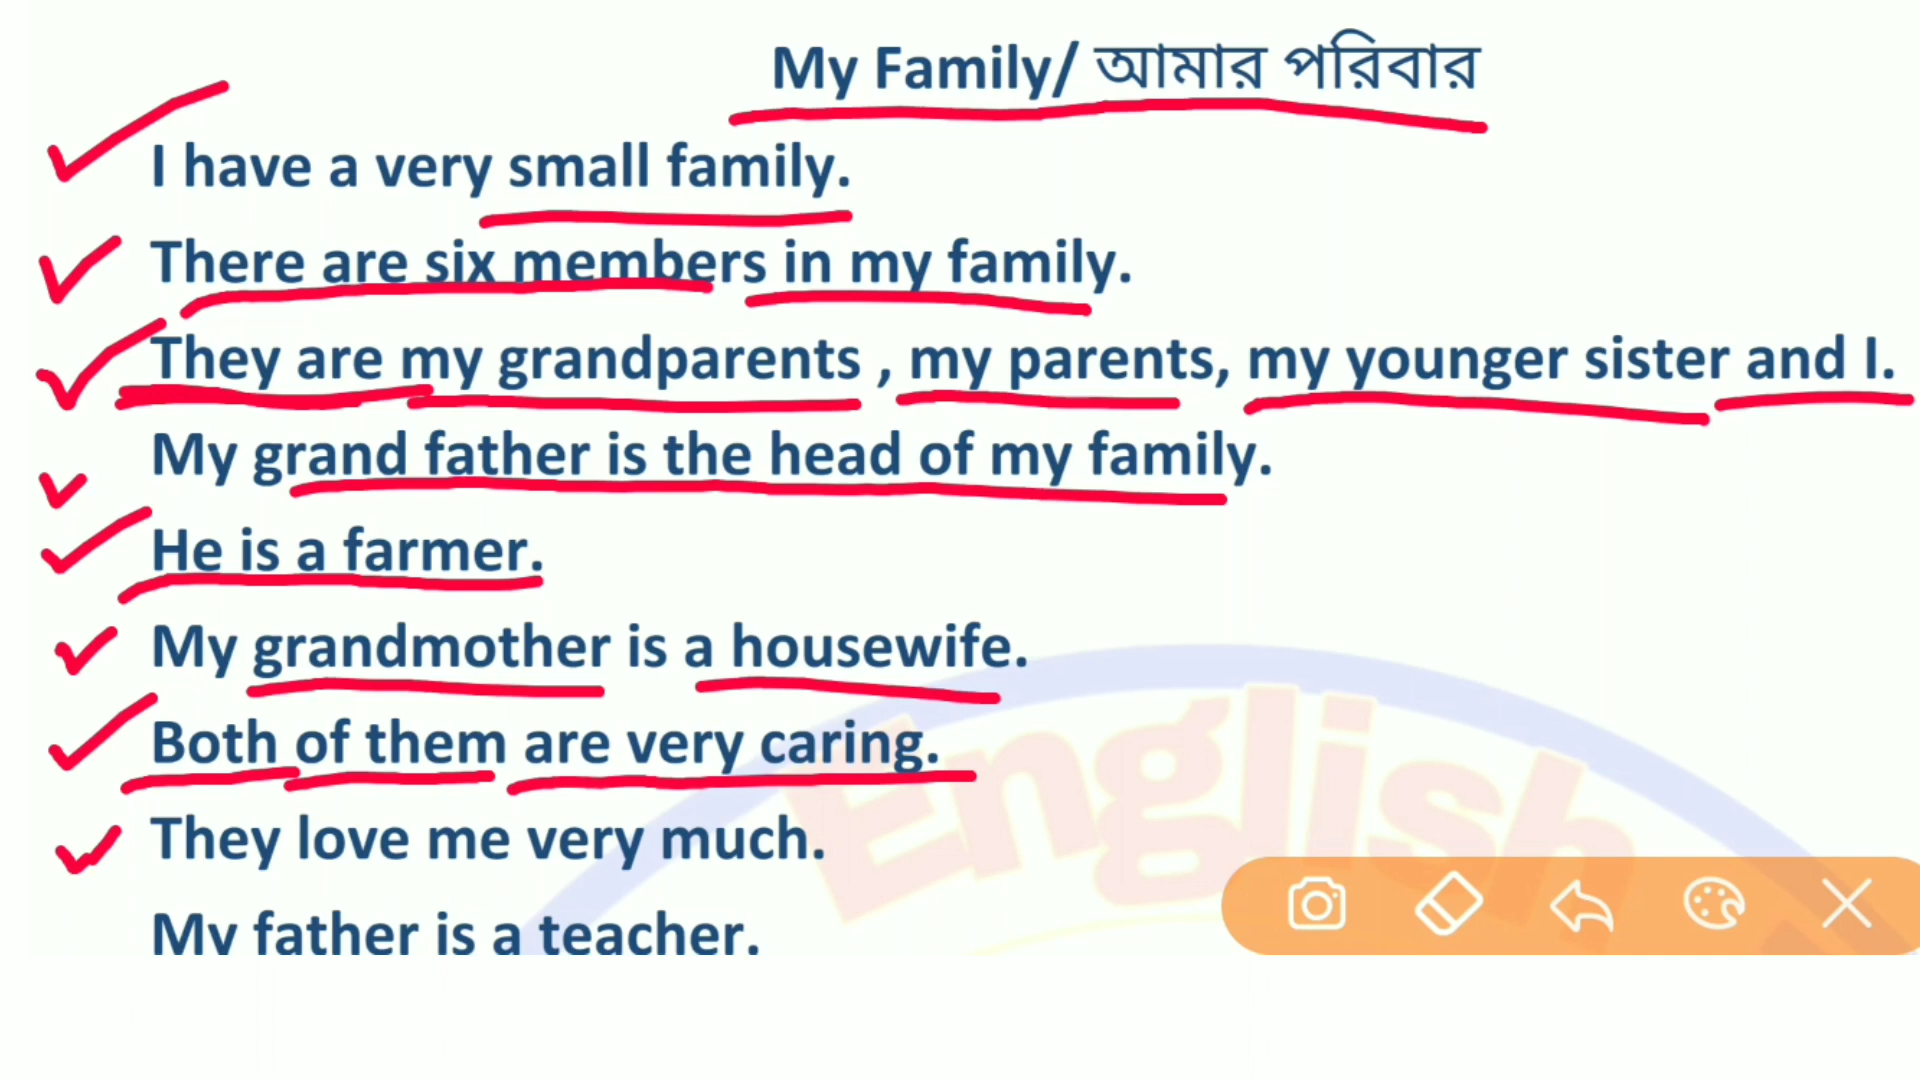 My Family/ আমার পরিবার
I have a very small family.
There are six members in my family.
They are my grandparents , my parents, my younger sister and I.
My grand father is the head of my family.
He is a farmer.
My grandmother is a housewife.
Both of them are very caring.
They love me very much.
My father is a teacher.
English